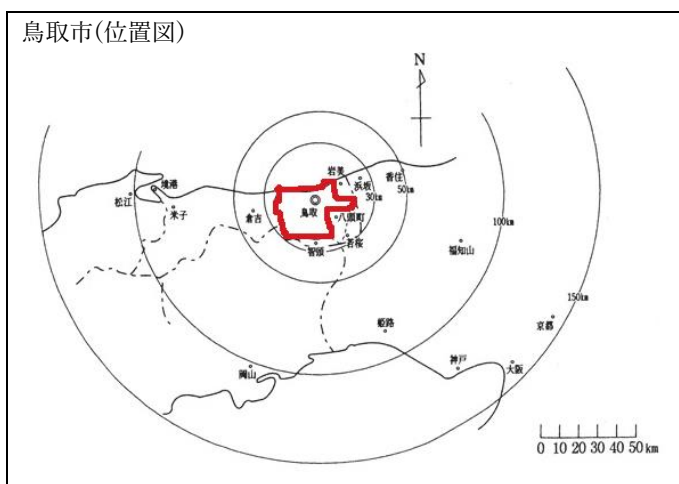 鳥取市(位置図)
N
岩美
浜坂
香住
境港
松江
米子
倉吉
鳥取
八頭町
若桜
智頭
30km
50km
100km
150km
福知山
京都
姫路
神戸
大阪
岡山
0 10 20 30 40 50 km